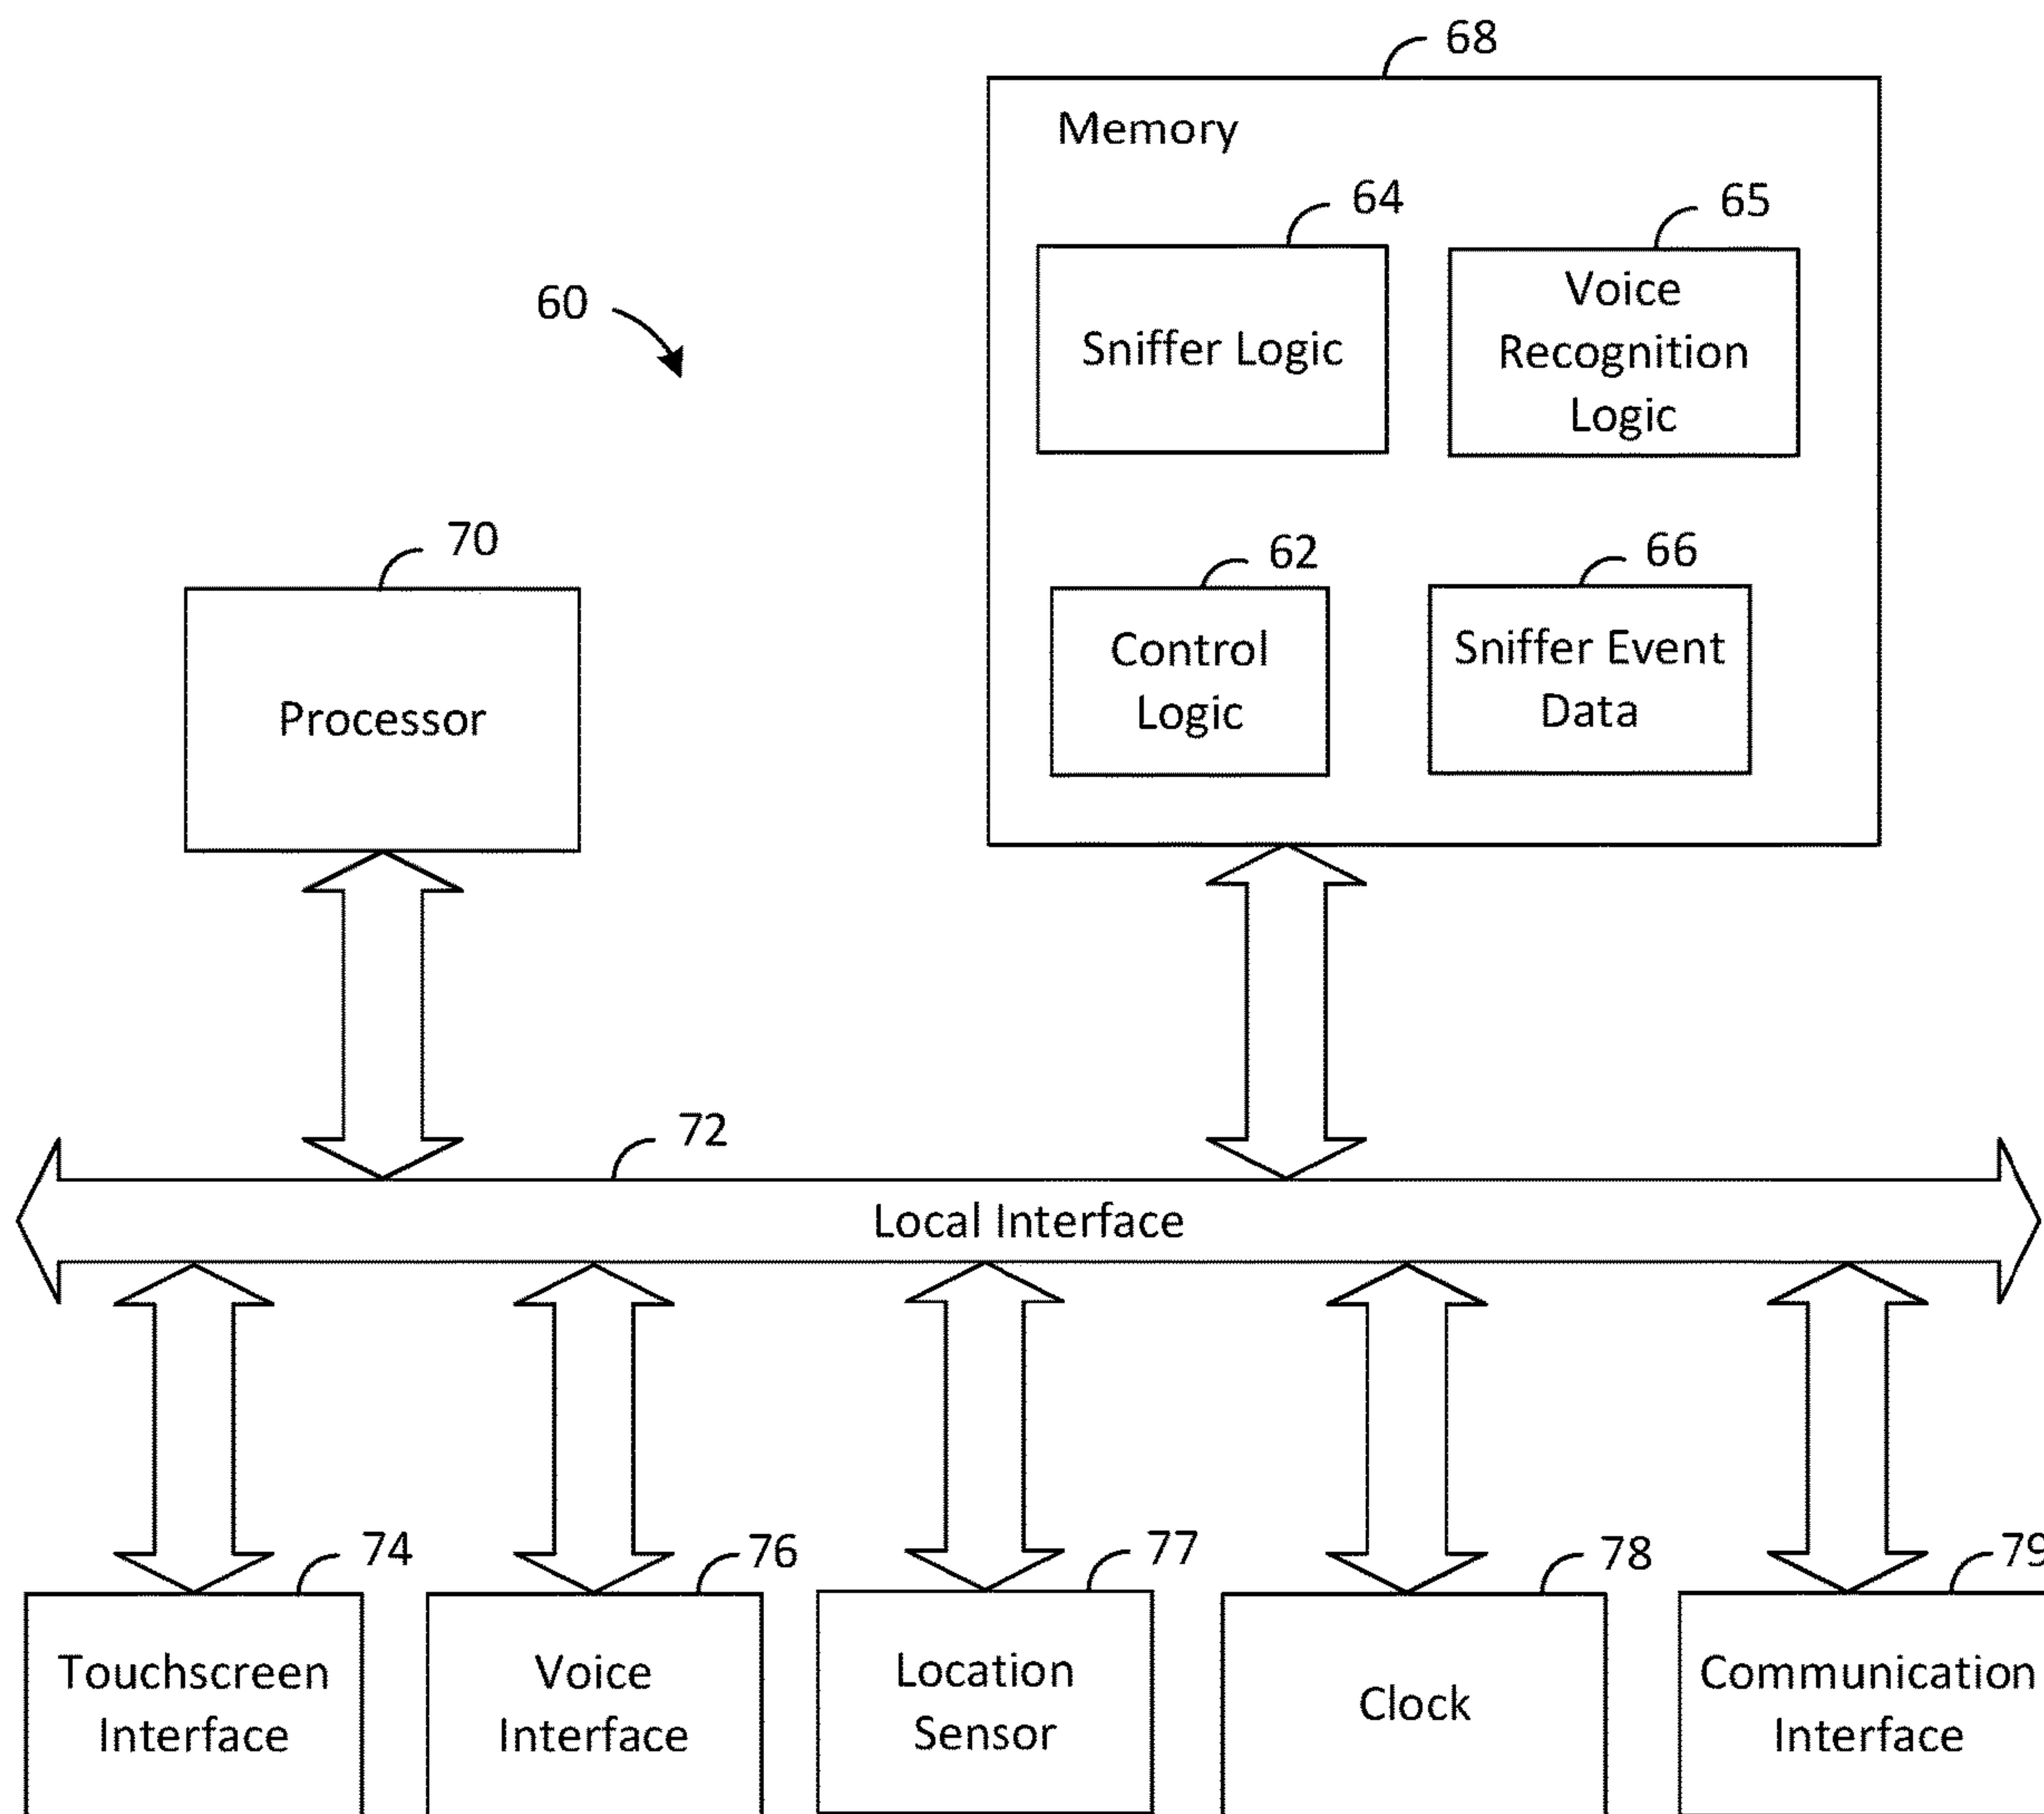 68
Memory
64
65
Sniffer Logic
Voice
Recognition
Logic
60
70
Processor
62
66
Control
Logic
Sniffer Event
Data
72
Local Interface
74
76
77
78
79
Touchscreen
Interface
Voice
Interface
Location
Sensor
Clock
Communication
Interface